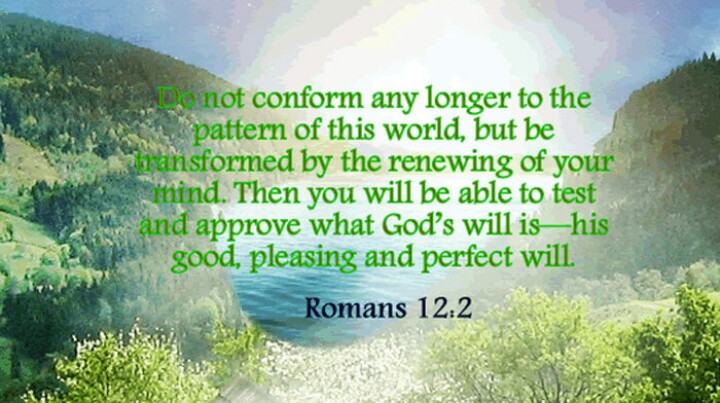 Do not conform any longer to the
pattern of this world, but be
transformed by the renewing of your
mind. Then you will be able to test
and approve what God's will is—his
good, pleasing and perfect will.
Romans 12:2